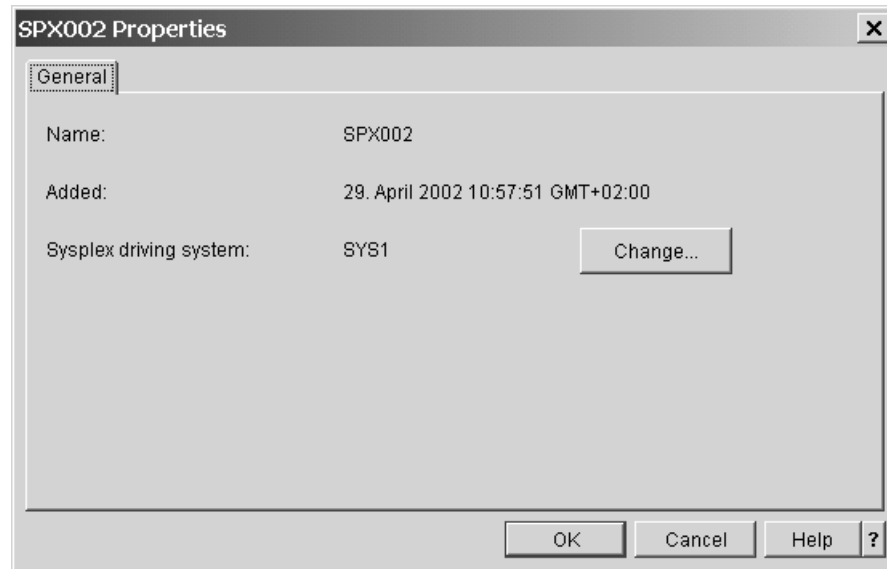 SPX002 Properties
General
Name: SPX002
Added: 29. April 2002 10:57:51 GMT+02:00
Sysplex driving system: SYS1 Change...
OK Cancel Help ?